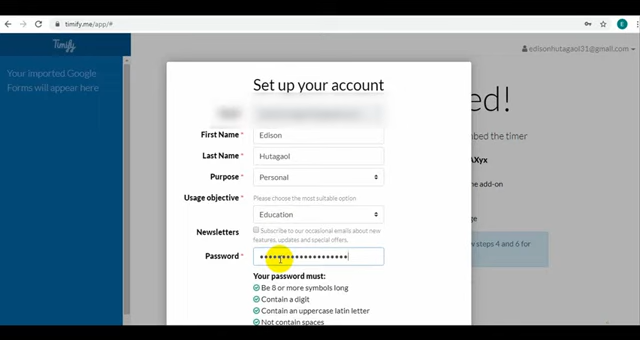 timify.me/app/#
Timify
edisonhutagaol31@gmail.com
Your imported Google
Forms will appear here
Set up your account
ed!
First Name * Edison
bed the timer
Last Name * Hutagaol
AXyx
Purpose * Personal
e add-on
Usage objective * Please choose the most suitable option
Education
ge
Newsletters Subscribe to our occasional emails about new
features, updates and special offers.
w steps 4 and 6 for
Password *
Your password must:
Be 8 or more symbols long
Contain a digit
Contain an uppercase latin letter
Not contain spaces